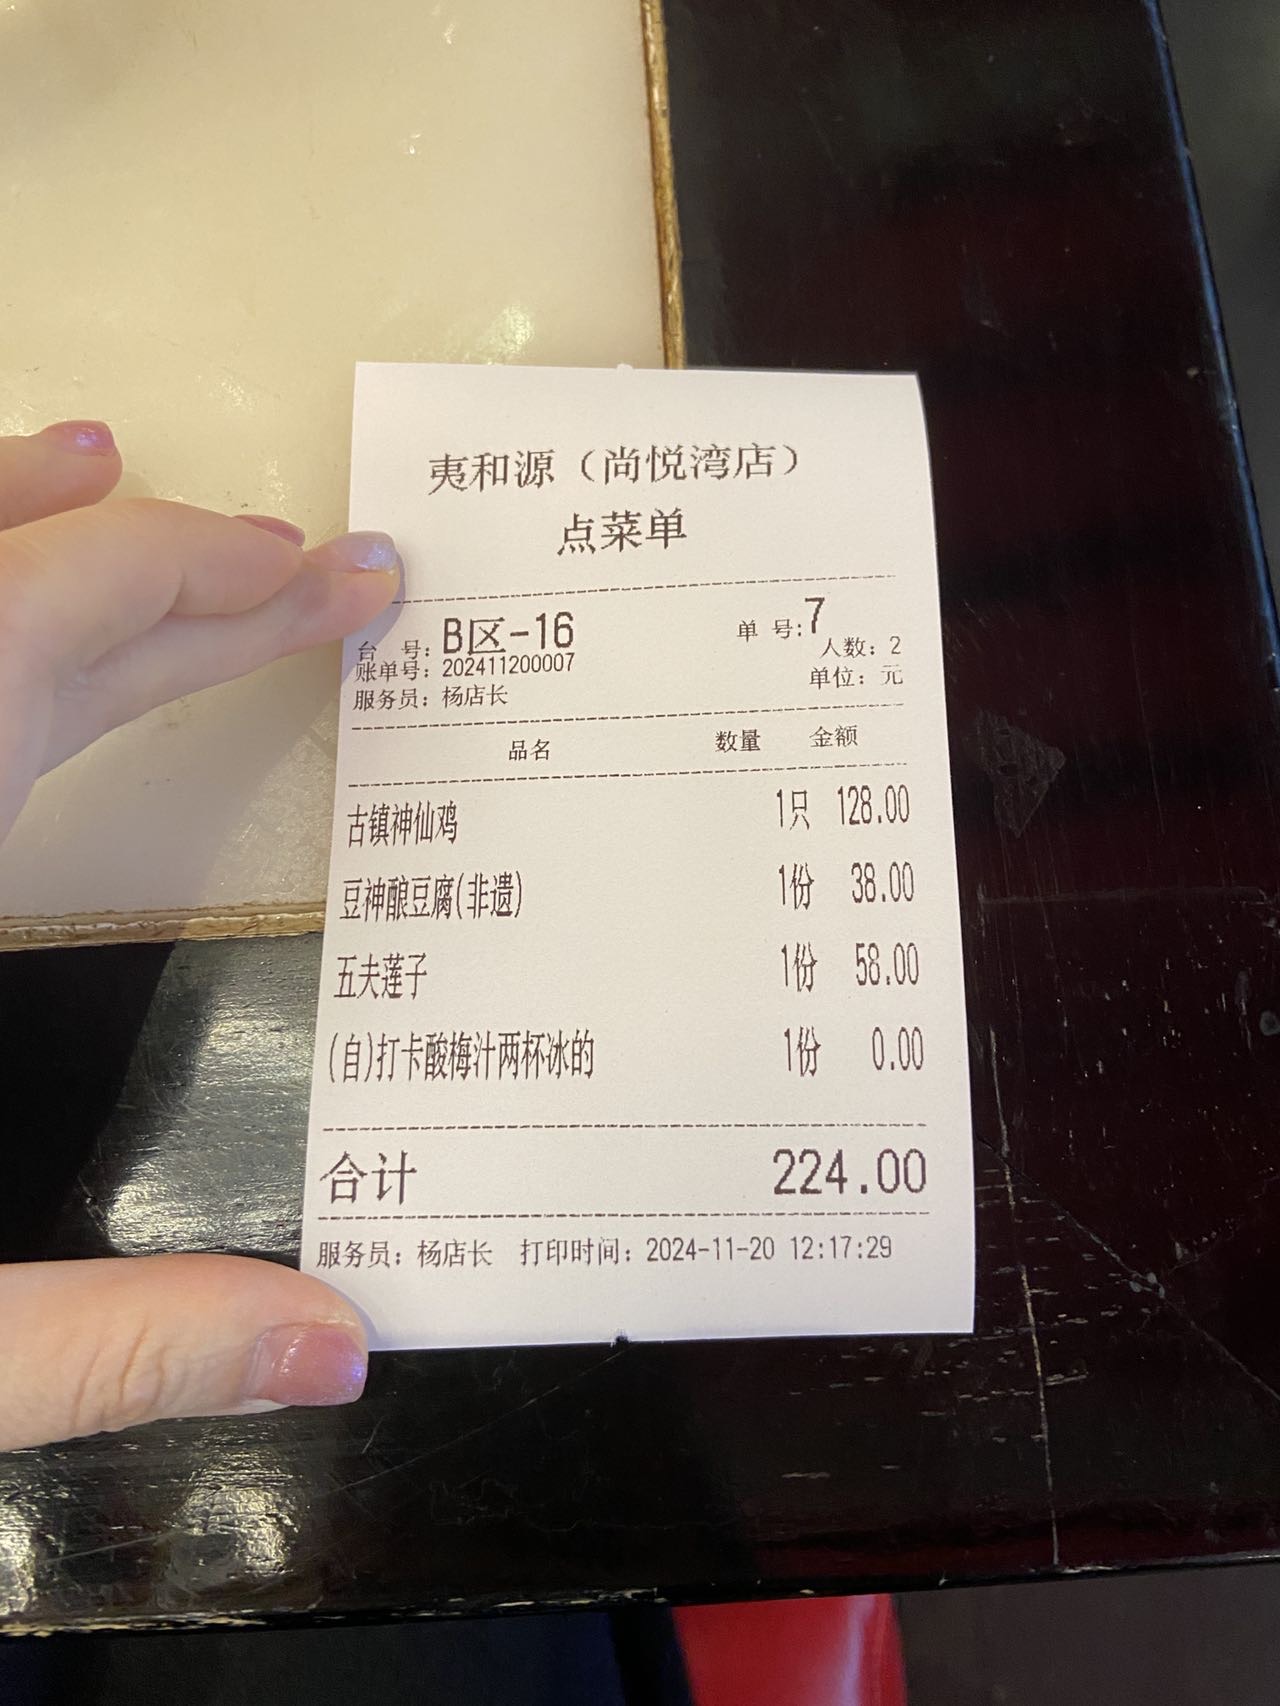 夷和源（尚悦湾店）
点菜单
台 号：B区-16 单 号：7
账单号：202411200007 人数：2
服务员：杨店长 单位：元
品名 数量 金额
古镇神仙鸡 1只 128.00
豆神酿豆腐(非遗) 1份 38.00
五夫莲子 1份 58.00
(自)打卡酸梅汁两杯冰的 1份 0.00
合计 224.00
服务员：杨店长 打印时间：2024-11-20 12:17:29